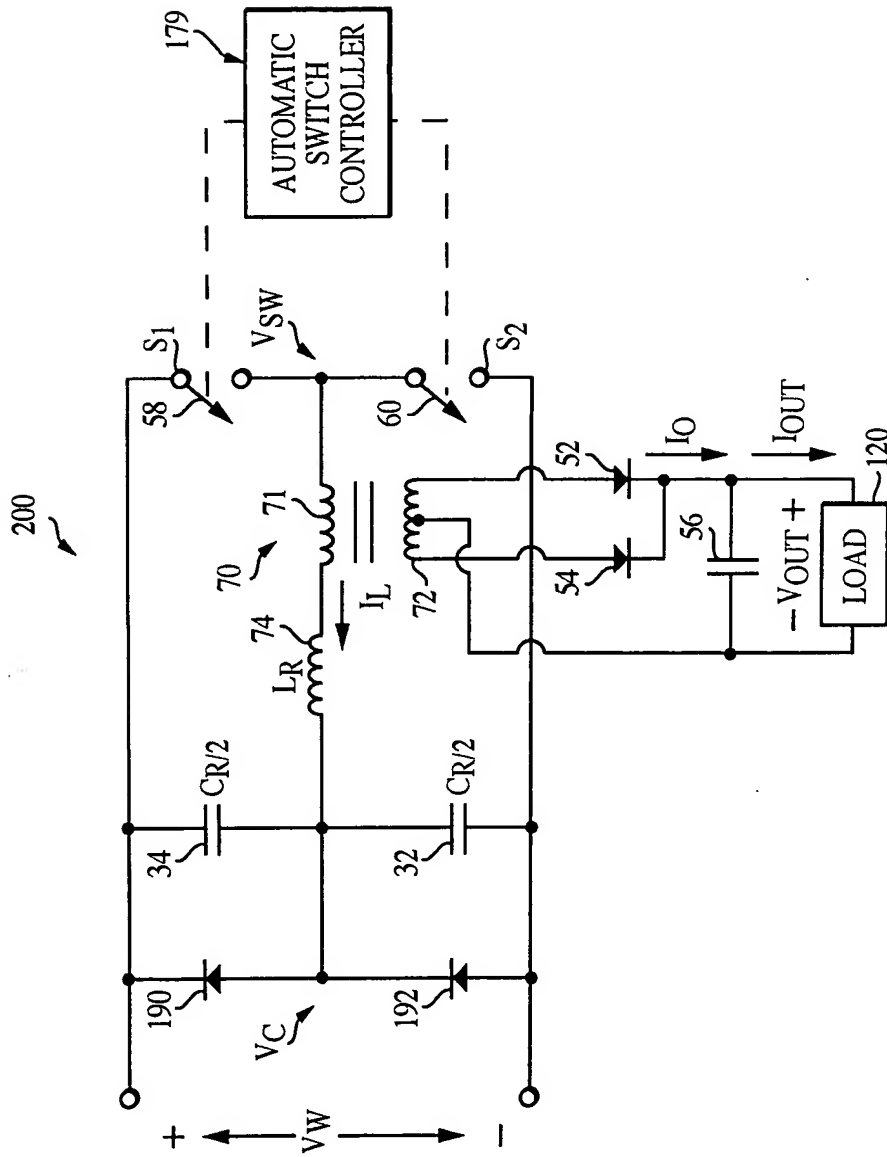 200
179
AUTOMATIC
SWITCH
CONTROLLER
S1
58
VSW
60
S2
70
71
IL
74
LR
72
52
54
IO
IOUT
56
120
− VOUT +
LOAD
34
CR/2
32
CR/2
190
192
VC
+
VW
−